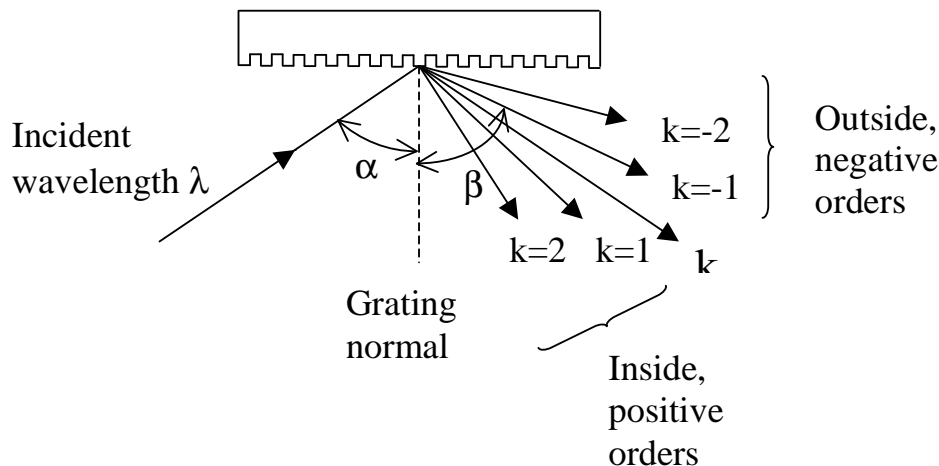 Incident
wavelength λ
α
β
k=-2
k=-1
k=2
k=1
k
Grating
normal
Outside,
negative
orders
Inside,
positive
orders